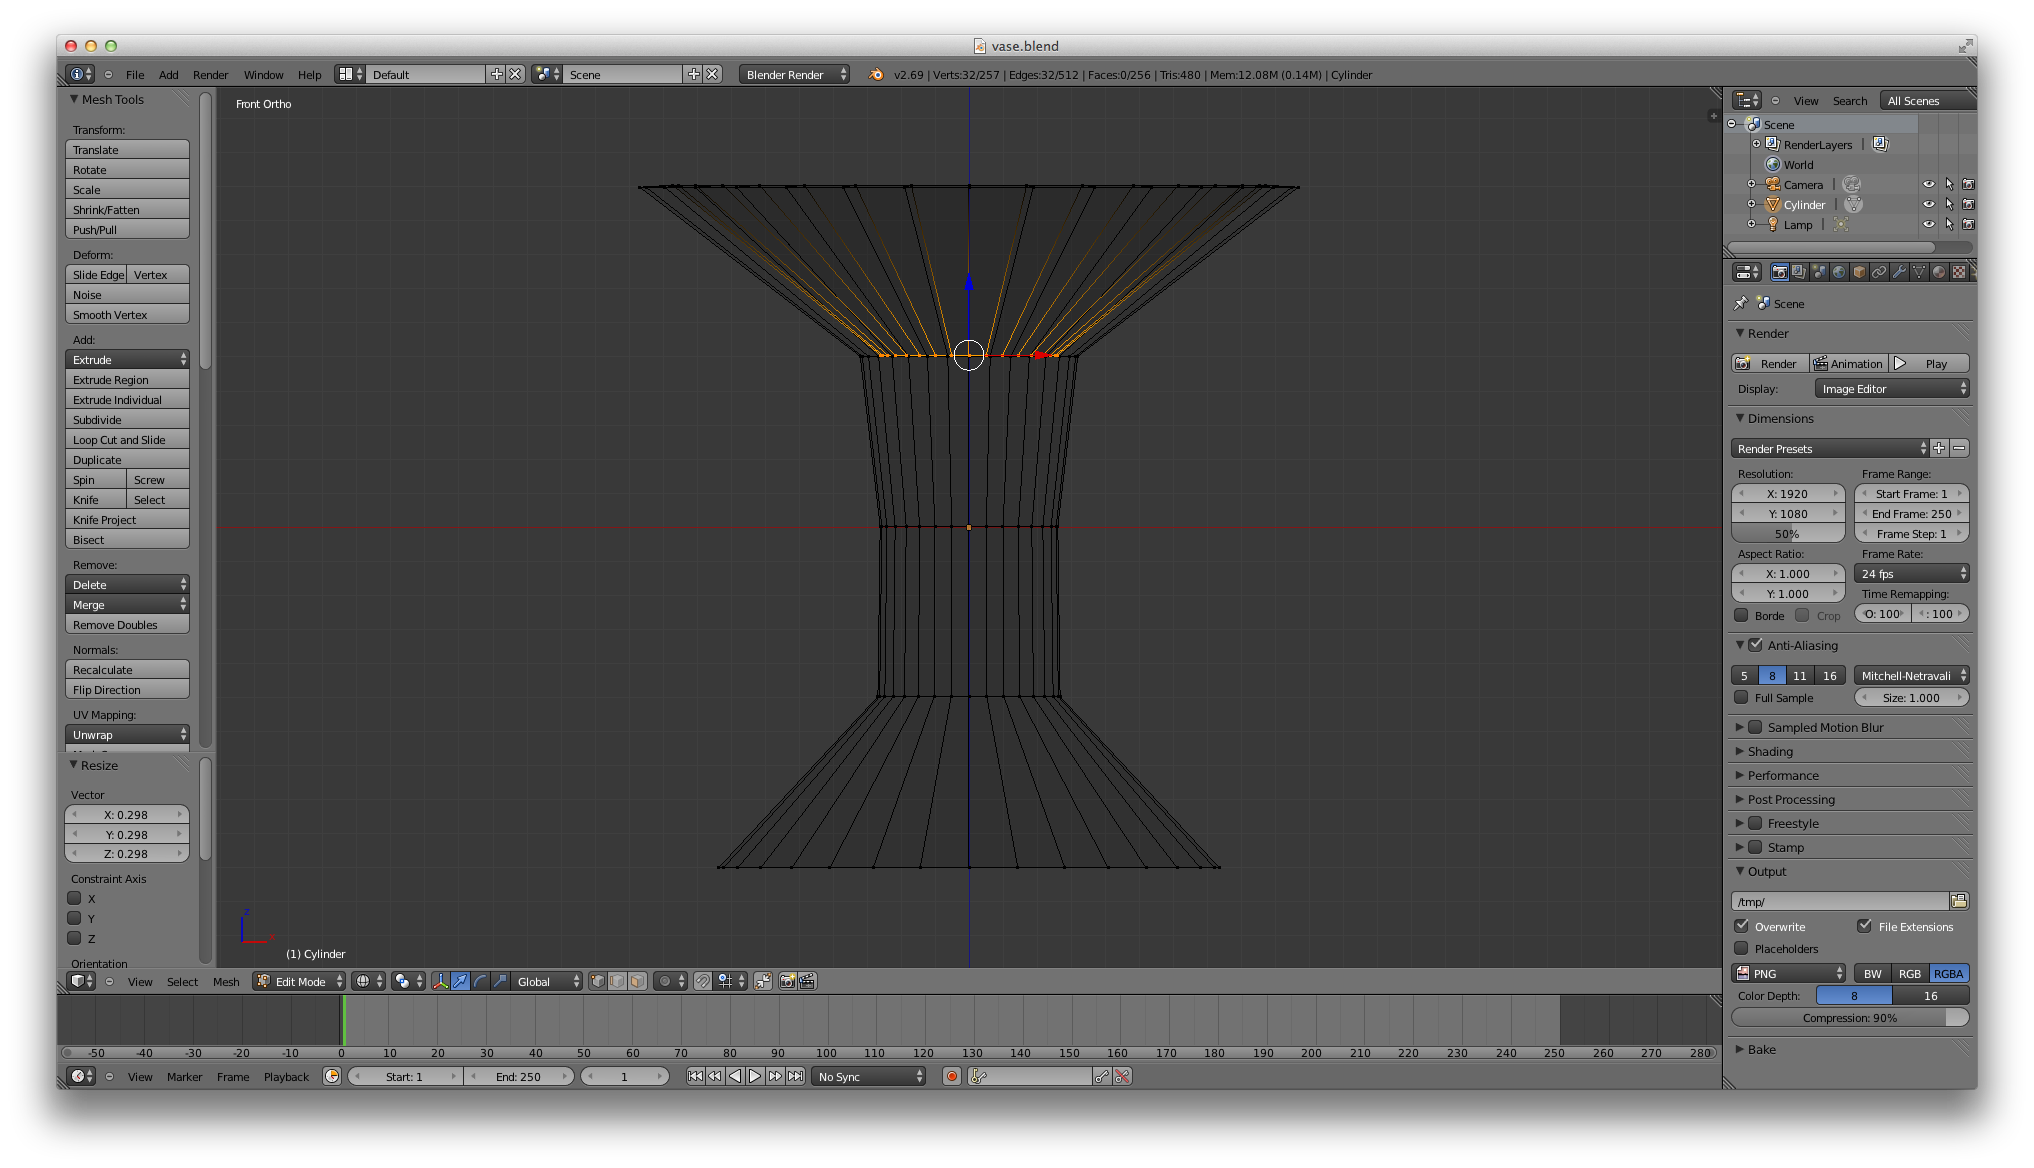 vase.blend
File Add Render Window Help Default Scene Blender Render v2.69 | Verts:32/257 | Edges:32/512 | Faces:0/256 | Tris:480 | Mem:12.08M (0.14M) | Cylinder
Mesh Tools
Transform:
Translate
Rotate
Scale
Shrink/Fatten
Push/Pull
Deform:
Slide Edge Vertex
Noise
Smooth Vertex
Add:
Extrude
Extrude Region
Extrude Individual
Subdivide
Loop Cut and Slide
Duplicate
Spin Screw
Knife Select
Knife Project
Bisect
Remove:
Delete
Merge
Remove Doubles
Normals:
Recalculate
Flip Direction
UV Mapping:
Unwrap
Resize
Vector
X: 0.298
Y: 0.298
Z: 0.298
Constraint Axis
X
Y
Z
Orientation
Front Ortho
z
x
(1) Cylinder
View Select Mesh Edit Mode Global
-50 -40 -30 -20 -10 0 10 20 30 40 50 60 70 80 90 100 110 120 130 140 150 160 170 180 190 200 210 220 230 240 250 260 270 280
View Marker Frame Playback Start: 1 End: 250 1 No Sync
View Search All Scenes
Scene
RenderLayers |
World
Camera |
Cylinder |
Lamp |
Scene
Render
Render Animation Play
Display: Image Editor
Dimensions
Render Presets
Resolution: Frame Range:
X: 1920 Start Frame: 1
Y: 1080 End Frame: 250
50% Frame Step: 1
Aspect Ratio: Frame Rate:
X: 1.000 24 fps
Y: 1.000 Time Remapping:
Borde Crop O: 100 : 100
Anti-Aliasing
5 8 11 16 Mitchell-Netravali
Full Sample Size: 1.000
Sampled Motion Blur
Shading
Performance
Post Processing
Freestyle
Stamp
Output
/tmp/
Overwrite File Extensions
Placeholders
PNG BW RGB RGBA
Color Depth: 8 16
Compression: 90%
Bake